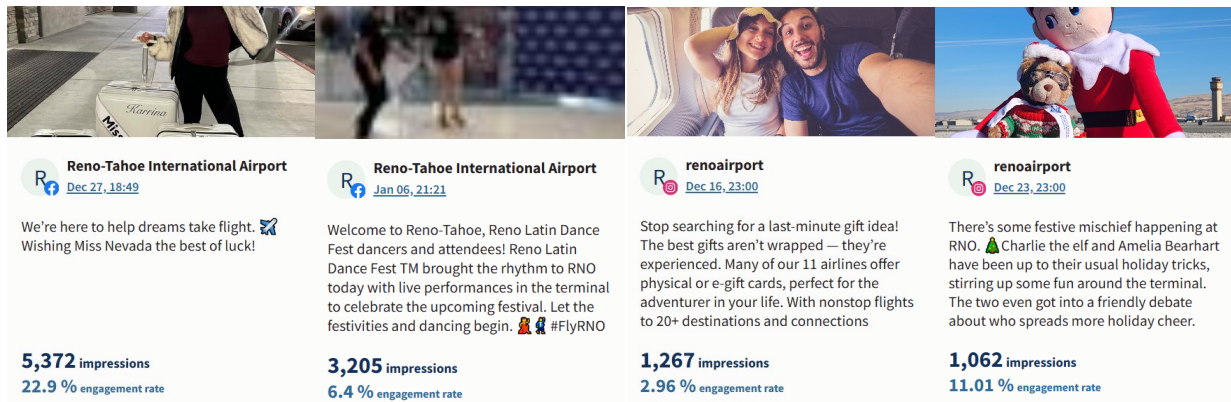 Karrina
Miss
R
Reno-Tahoe International Airport
Dec 27, 18:49
We're here to help dreams take flight. ✈️
Wishing Miss Nevada the best of luck!
5,372 impressions
22.9 % engagement rate
R
Reno-Tahoe International Airport
Jan 06, 21:21
Welcome to Reno-Tahoe, Reno Latin Dance
Fest dancers and attendees! Reno Latin
Dance Fest TM brought the rhythm to RNO
today with live performances in the terminal
to celebrate the upcoming festival. Let the
festivities and dancing begin. 💃🕺 #FlyRNO
3,205 impressions
6.4 % engagement rate
R
renoairport
Dec 16, 23:00
Stop searching for a last-minute gift idea!
The best gifts aren't wrapped — they're
experienced. Many of our 11 airlines offer
physical or e-gift cards, perfect for the
adventurer in your life. With nonstop flights
to 20+ destinations and connections
1,267 impressions
2.96 % engagement rate
R
renoairport
Dec 23, 23:00
There's some festive mischief happening at
RNO. 🎄Charlie the elf and Amelia Bearhart
have been up to their usual holiday tricks,
stirring up some fun around the terminal.
The two even got into a friendly debate
about who spreads more holiday cheer.
1,062 impressions
11.01 % engagement rate